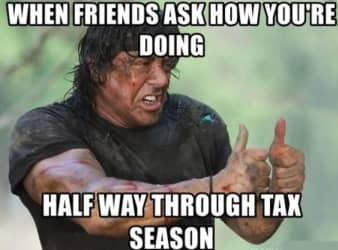 WHEN FRIENDS ASK HOW YOU'RE
DOING
HALF WAY THROUGH TAX
SEASON